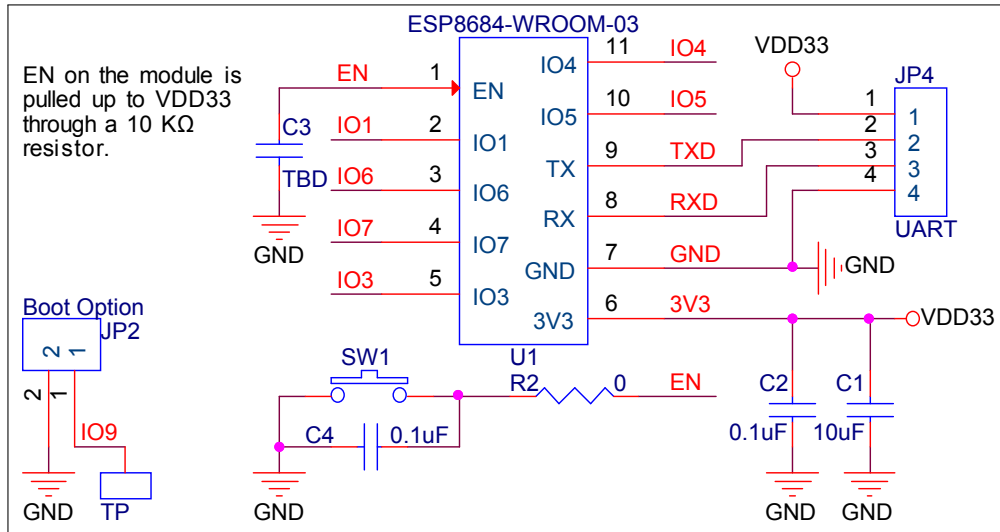 ESP8684-WROOM-03
EN on the module is
pulled up to VDD33
through a 10 KΩ
resistor.
EN 1 EN
C3
TBD
GND
IO1 2 IO1
IO6 3 IO6
IO7 4 IO7
IO3 5 IO3
IO4 11 IO4
IO5 10 IO5
TX 9 TXD
RX 8 RXD
GND 7 GND
3V3 6 3V3
U1
VDD33
JP4
1 1
2 2
3 3
4 4
UART
GND
VDD33
C2
0.1uF
GND
C1
10uF
GND
Boot Option
JP2
2 1
2 1
IO9
GND
TP
SW1
R2 0 EN
C4 0.1uF
GND